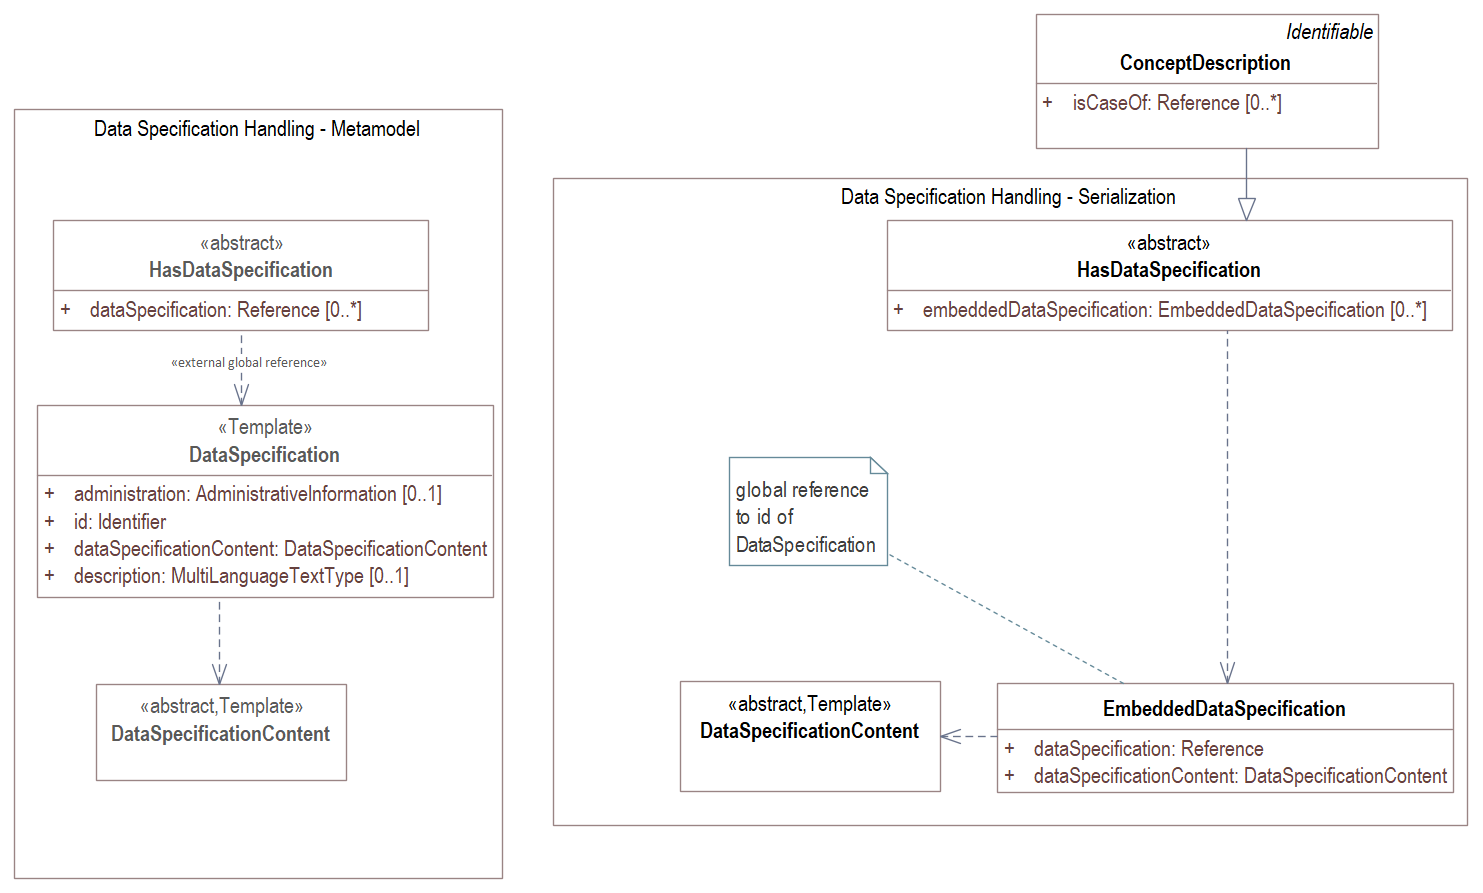 Identifiable
ConceptDescription
+ isCaseOf: Reference [0..*]
Data Specification Handling - Metamodel
«abstract»
HasDataSpecification
+ dataSpecification: Reference [0..*]
«external global reference»
«Template»
DataSpecification
+ administration: AdministrativeInformation [0..1]
+ id: Identifier
+ dataSpecificationContent: DataSpecificationContent
+ description: MultiLanguageTextType [0..1]
«abstract,Template»
DataSpecificationContent
Data Specification Handling - Serialization
«abstract»
HasDataSpecification
+ embeddedDataSpecification: EmbeddedDataSpecification [0..*]
global reference
to id of
DataSpecification
«abstract,Template»
DataSpecificationContent
EmbeddedDataSpecification
+ dataSpecification: Reference
+ dataSpecificationContent: DataSpecificationContent